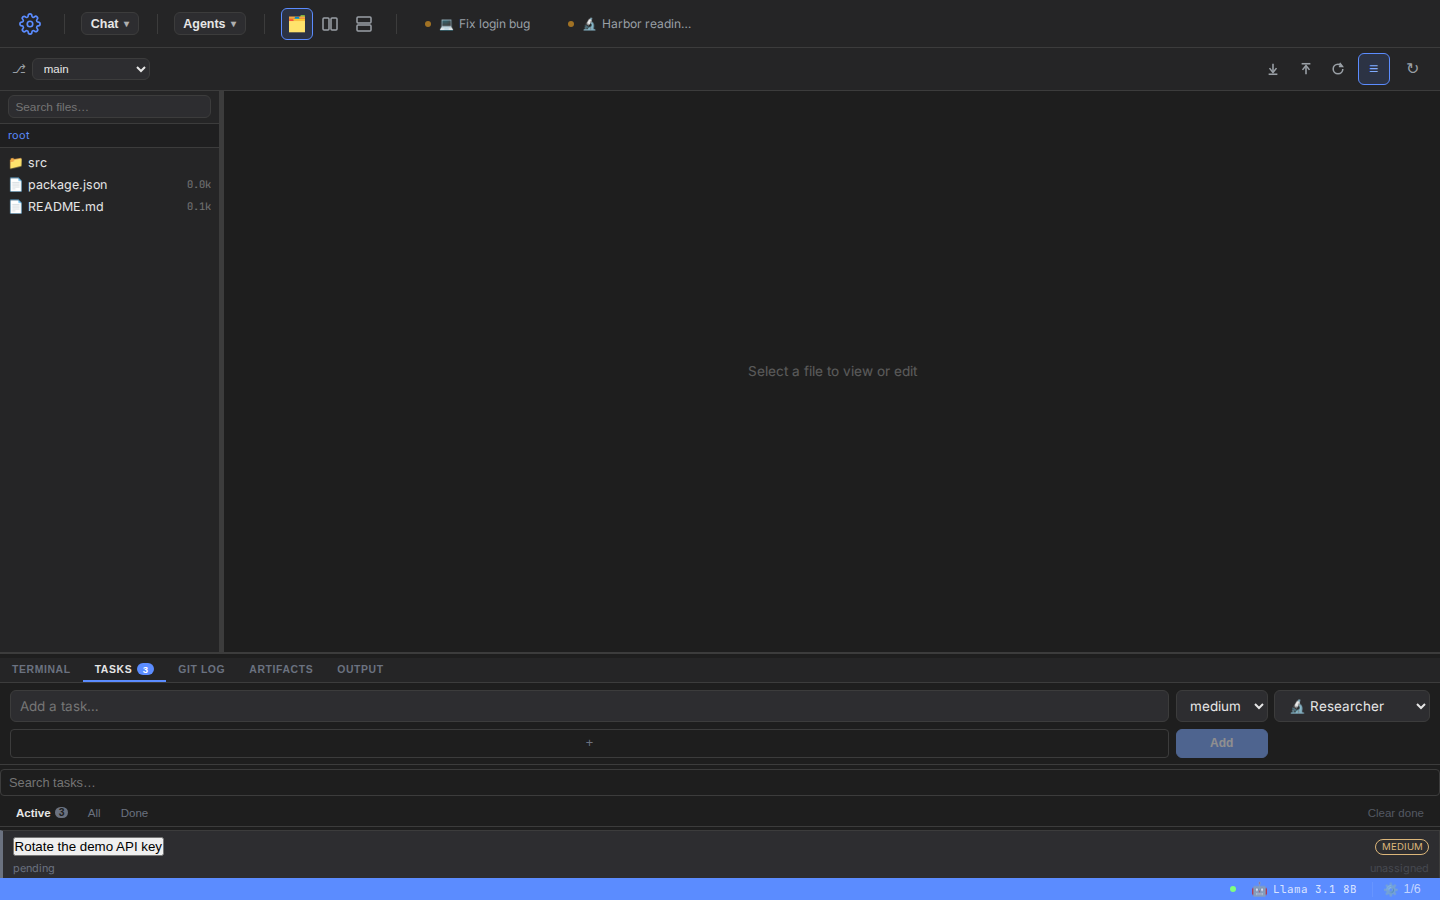 Chat ▾
Agents ▾
Fix login bug
Harbor readin...
main
Search files…
root
src
package.json 0.0k
README.md 0.1k
Select a file to view or edit
TERMINAL
TASKS 3
GIT LOG
ARTIFACTS
OUTPUT
Add a task...
medium
Researcher
+
Add
Search tasks…
Active 3
All
Done
Clear done
Rotate the demo API key
MEDIUM
pending
unassigned
Llama 3.1 8B
1/6